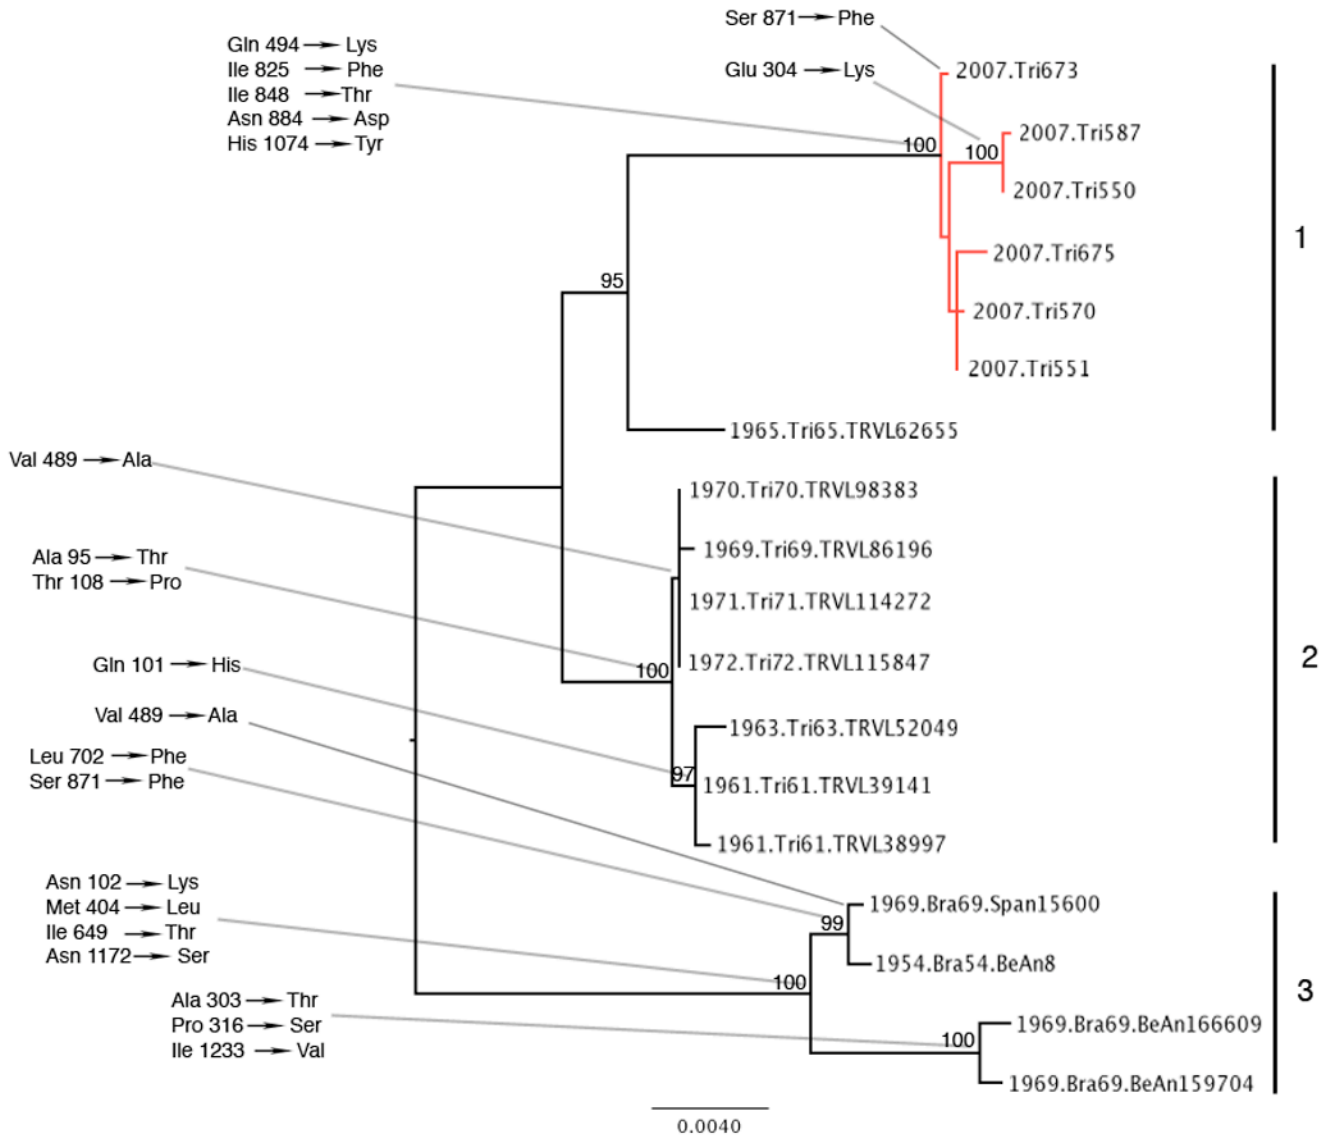 Ser 871→Phe
Gln 494→Lys
Ile 825→Phe
Ile 848→Thr
Asn 884→Asp
His 1074→Tyr
Glu 304→Lys
2007.Tri673
100
2007.Tri587
100
2007.Tri550
1
2007.Tri675
95
2007.Tri570
2007.Tri551
1965.Tri65.TRVL62655
Val 489→Ala
1970.Tri70.TRVL98383
1969.Tri69.TRVL86196
Ala 95→Thr
Thr 108→Pro
1971.Tri71.TRVL114272
2
100
1972.Tri72.TRVL115847
Gln 101→His
Val 489→Ala
1963.Tri63.TRVL52049
Leu 702→Phe
Ser 871→Phe
97
1961.Tri61.TRVL39141
1961.Tri61.TRVL38997
Asn 102→Lys
Met 404→Leu
Ile 649→Thr
Asn 1172→Ser
1969.Bra69.Span15600
99
1954.Bra54.BeAn8
100
3
Ala 303→Thr
Pro 316→Ser
Ile 1233→Val
1969.Bra69.BeAn166609
100
1969.Bra69.BeAn159704
0.0040